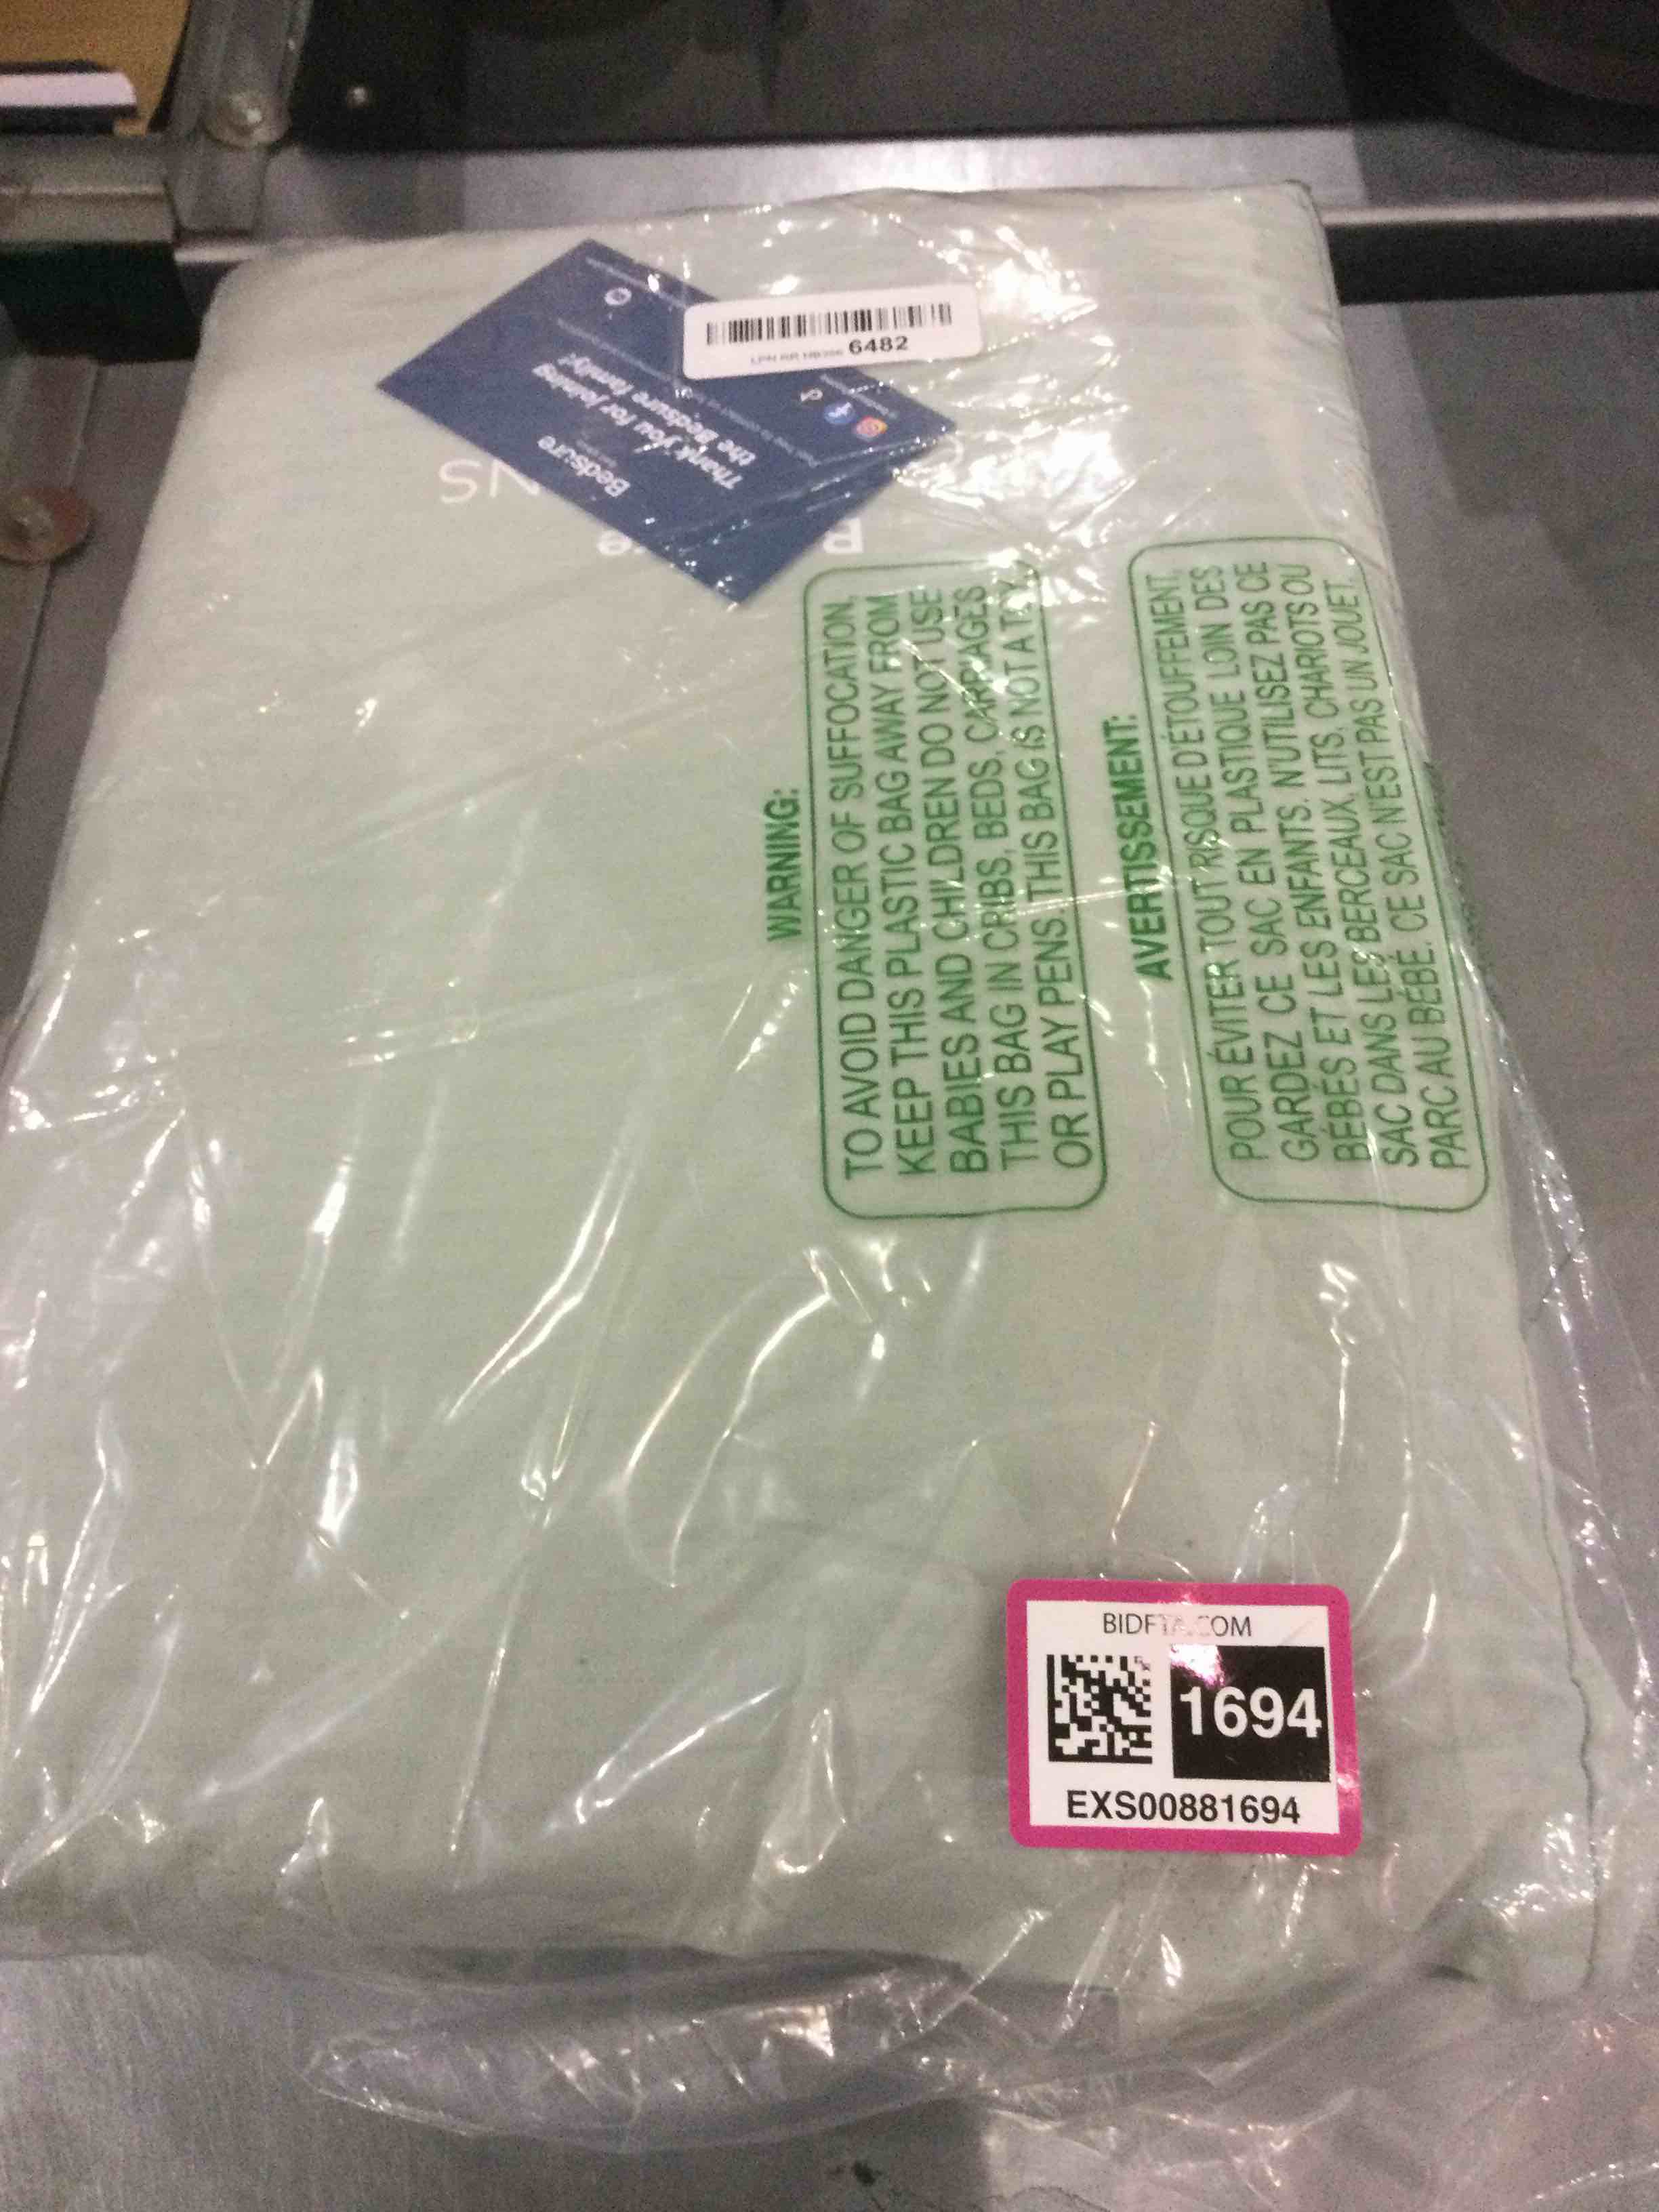 6482
Bedsure
Thank you for joining
the Bedsure family!
WARNING:
TO AVOID DANGER OF SUFFOCATION,
KEEP THIS PLASTIC BAG AWAY FROM
BABIES AND CHILDREN DO NOT USE
THIS BAG IN CRIBS, BEDS, CARRIAGES
OR PLAY PENS. THIS BAG IS NOT A TOY.
AVERTISSEMENT:
POUR ÉVITER TOUT RISQUE D'ÉTOUFFEMENT,
GARDEZ CE SAC EN PLASTIQUE LOIN DES
BÉBÉS ET LES ENFANTS. N'UTILISEZ PAS CE
SAC DANS LES BERCEAUX, LITS, CHARIOTS OU
PARC AU BÉBÉ. CE SAC N'EST PAS UN JOUET.
BIDFTA.COM
1694
EXS00881694